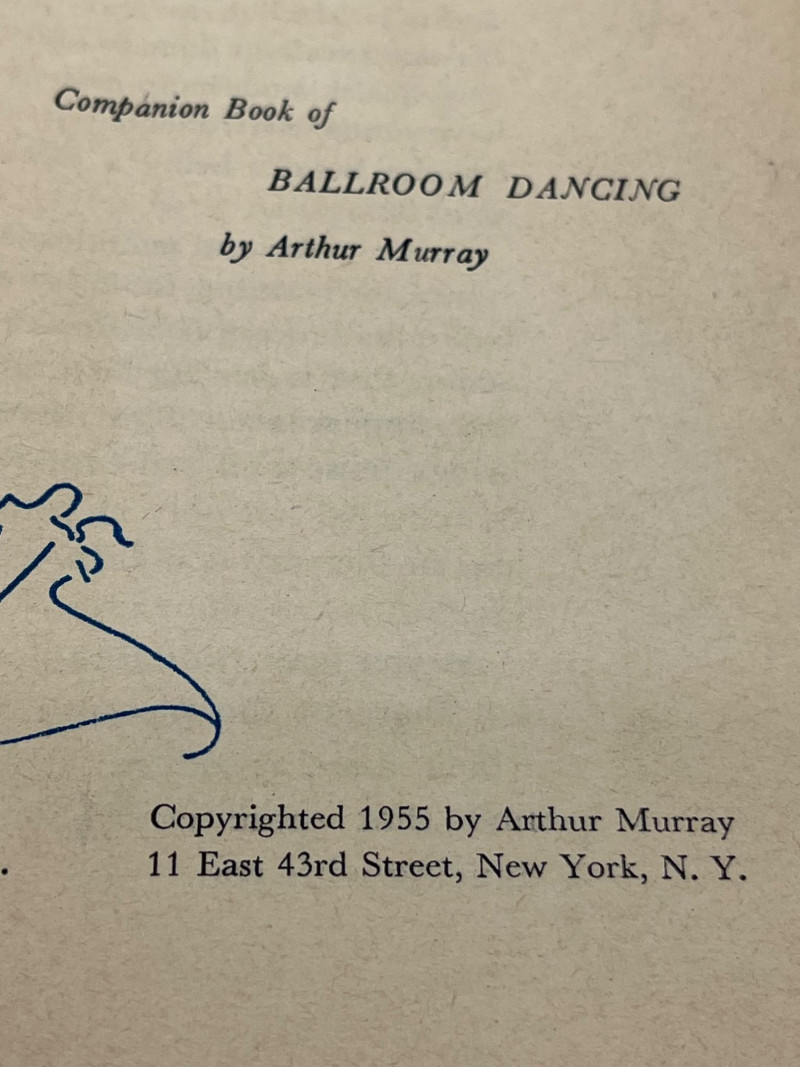 Companion Book of
BALLROOM DANCING
by Arthur Murray
Copyrighted 1955 by Arthur Murray
. 11 East 43rd Street, New York, N. Y.